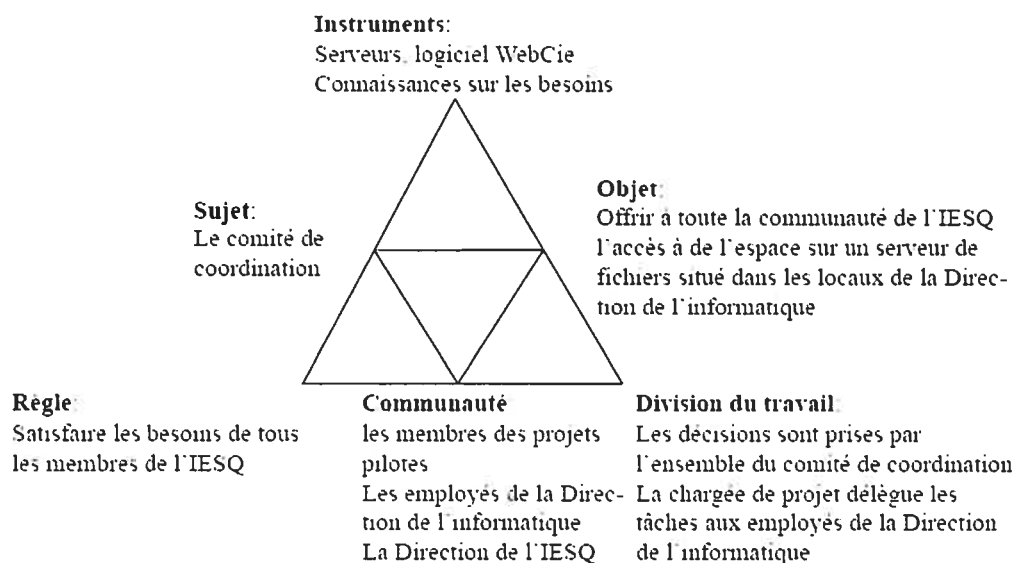 Instruments:
Serveurs, logiciel WebCie
Connaissances sur les besoins
Sujet:
Le comité de
coordination
Objet:
Offrir à toute la communauté de l'IESQ
l'accès à de l'espace sur un serveur de
fichiers situé dans les locaux de la Direc-
tion de l'informatique
Règle:
Satisfaire les besoins de tous
les membres de l'IESQ
Communauté
les membres des projets
pilotes
Les employés de la Direc-
tion de l'informatique
La Direction de l'IESQ
Division du travail:
Les décisions sont prises par
l'ensemble du comité de coordination
La chargée de projet délègue les
tâches aux employés de la Direction
de l'informatique